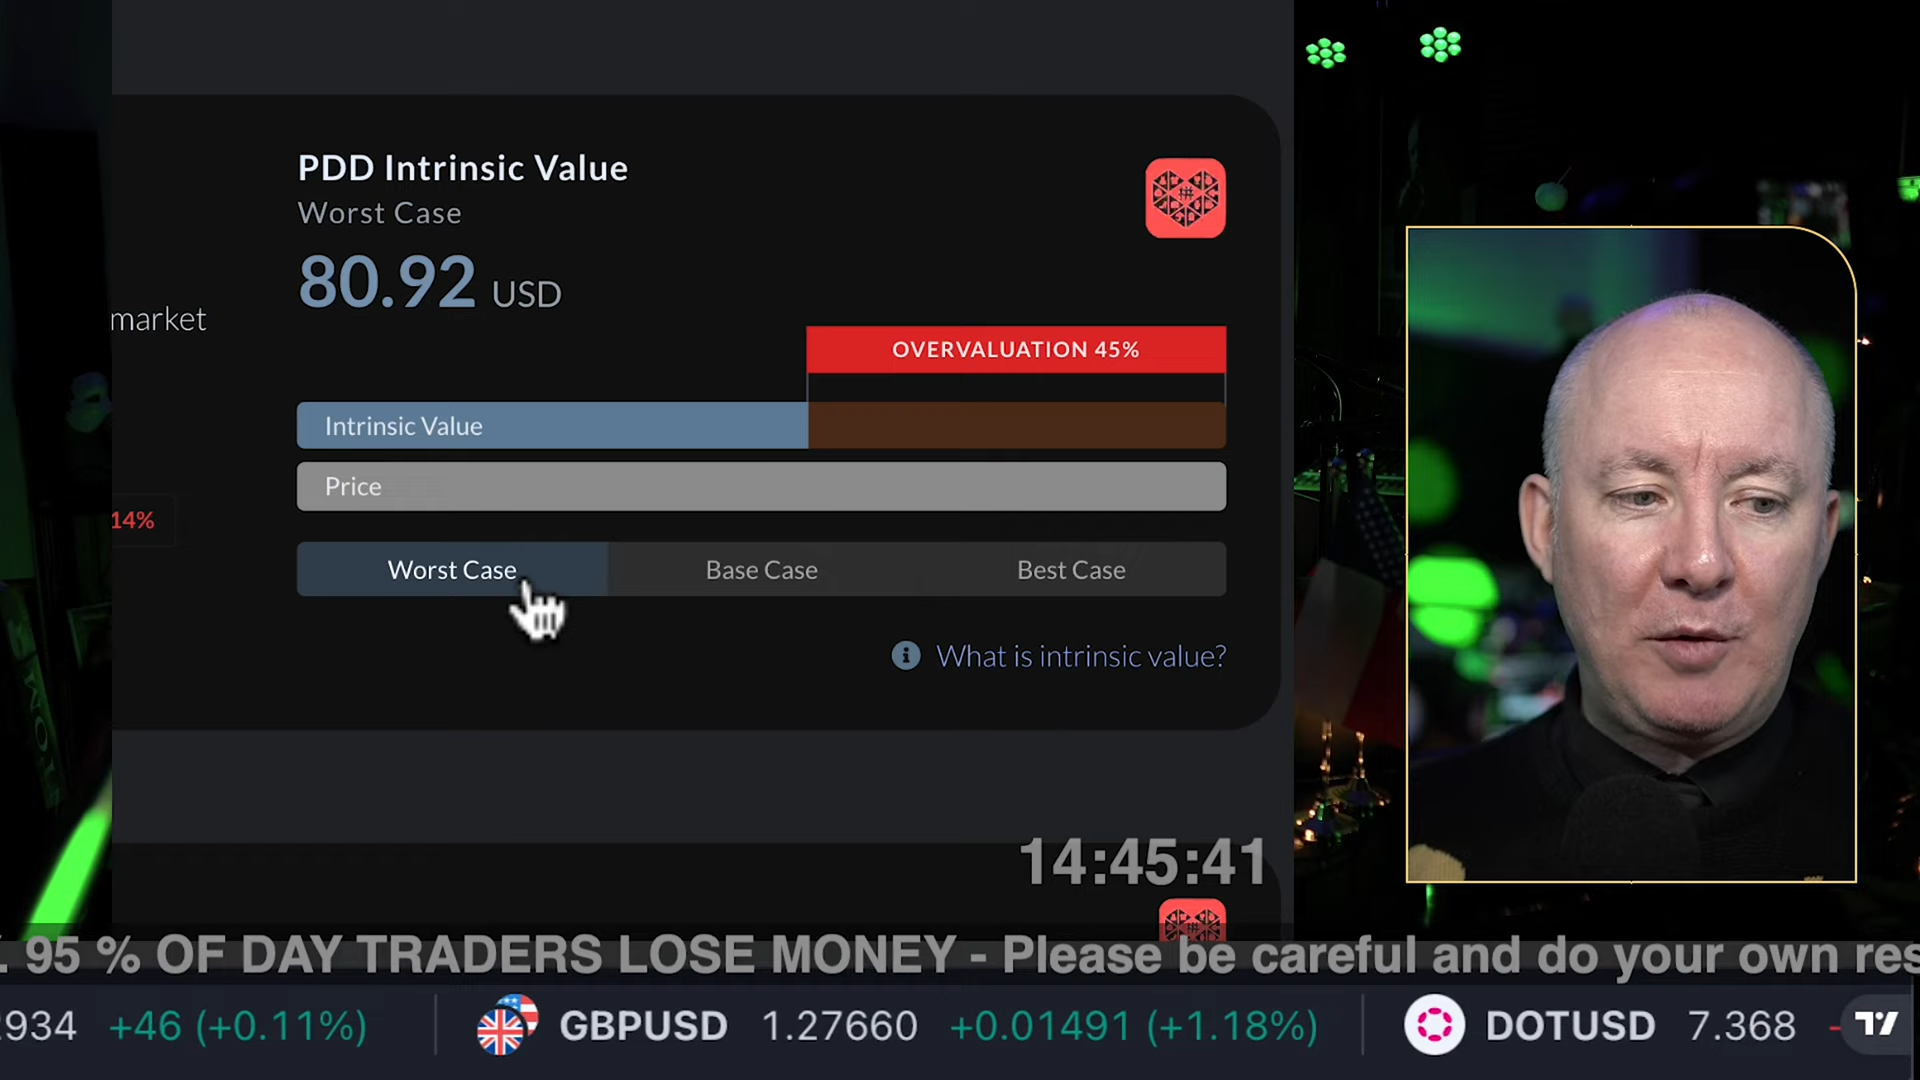 PDD Intrinsic Value
Worst Case
80.92 USD
market
OVERVALUATION 45%
Intrinsic Value
Price
14%
Worst Case
Base Case
Best Case
What is intrinsic value?
14:45:41
. 95 % OF DAY TRADERS LOSE MONEY - Please be careful and do your own res
2934 +46 (+0.11%) GBPUSD 1.27660 +0.01491 (+1.18%) DOTUSD 7.368 -